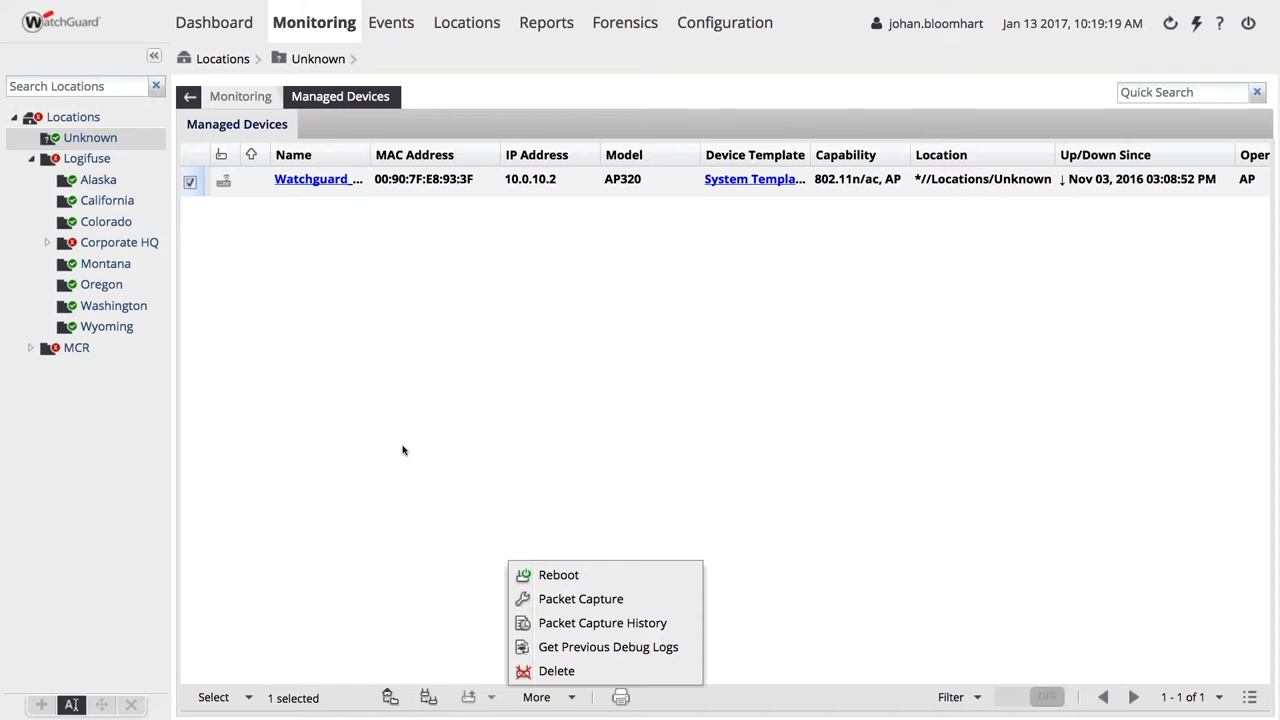 WatchGuard Dashboard Monitoring Events Locations Reports Forensics Configuration johan.bloomhart Jan 13 2017, 10:19:19 AM ?
Locations Unknown
Search Locations
Monitoring Managed Devices Quick Search
Managed Devices
Locations
Unknown
Logifuse
Alaska
California
Colorado
Corporate HQ
Montana
Oregon
Washington
Wyoming
MCR
Name MAC Address IP Address Model Device Template Capability Location Up/Down Since Oper
Watchguard_... 00:90:7F:E8:93:3F 10.0.10.2 AP320 System Templa... 802.11n/ac, AP *//Locations/Unknown ↓ Nov 03, 2016 03:08:52 PM AP
Reboot
Packet Capture
Packet Capture History
Get Previous Debug Logs
Delete
AI Select 1 selected More Filter OFF 1 - 1 of 1